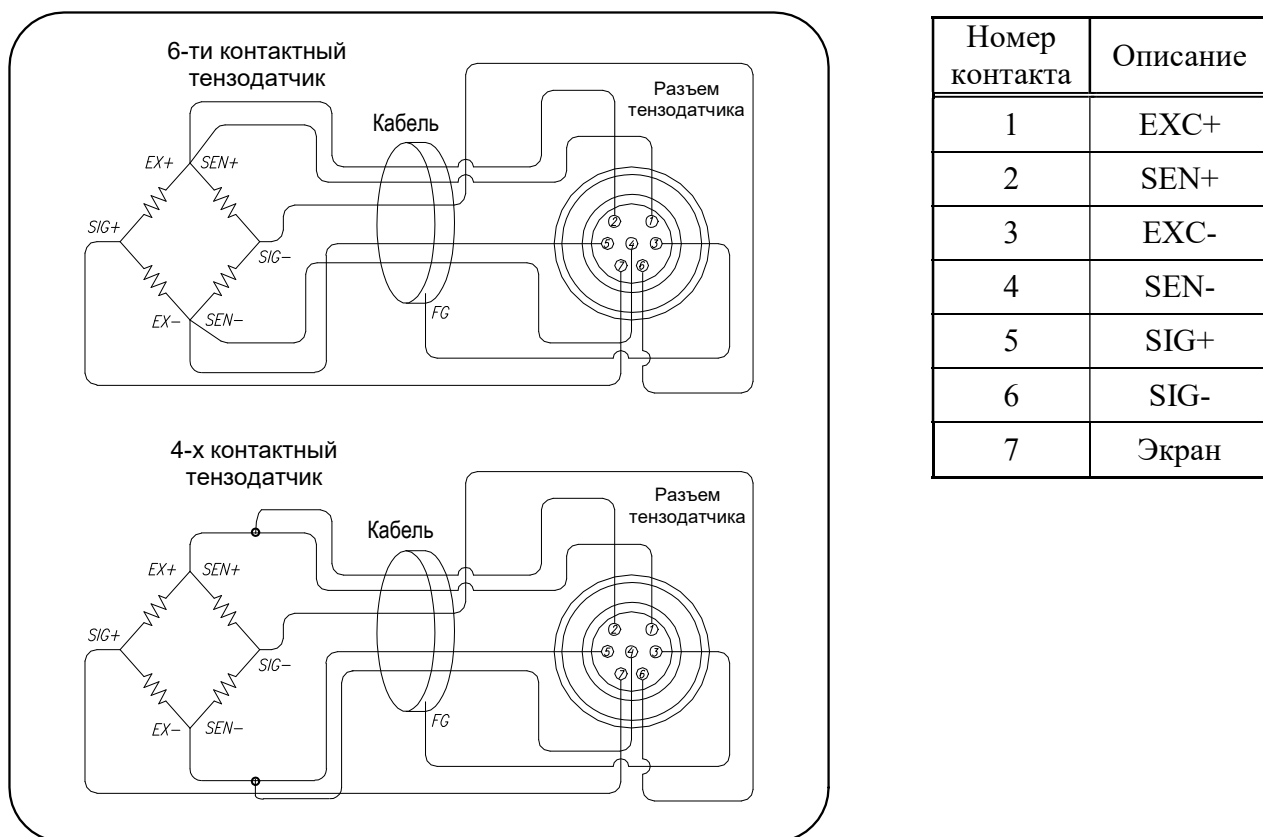 6-ти контактный
тензодатчик
Разъем
тензодатчика
Кабель
EX+ SEN+
SIG+
SIG–
EX– SEN–
FG
2 1
5 4 3
7 6
4-х контактный
тензодатчик
Разъем
тензодатчика
Кабель
EX+ SEN+
SIG+
SIG–
EX– SEN–
FG
2 1
5 4 3
7 6
Номер
контакта
Описание
1 EXC+
2 SEN+
3 EXC-
4 SEN-
5 SIG+
6 SIG-
7 Экран